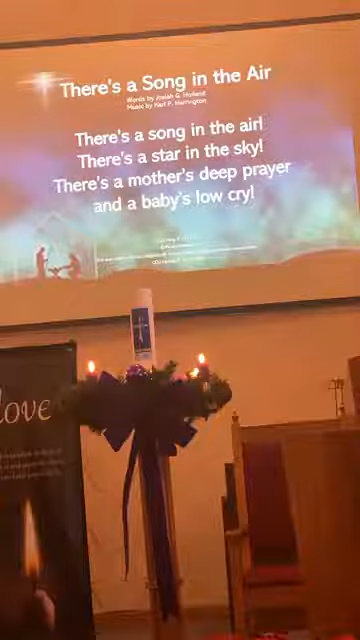 There's a Song in the Air
Words by Josiah G. Holland
Music by Karl P. Harrington
There's a song in the air!
There's a star in the sky!
There's a mother's deep prayer
and a baby's low cry!
love